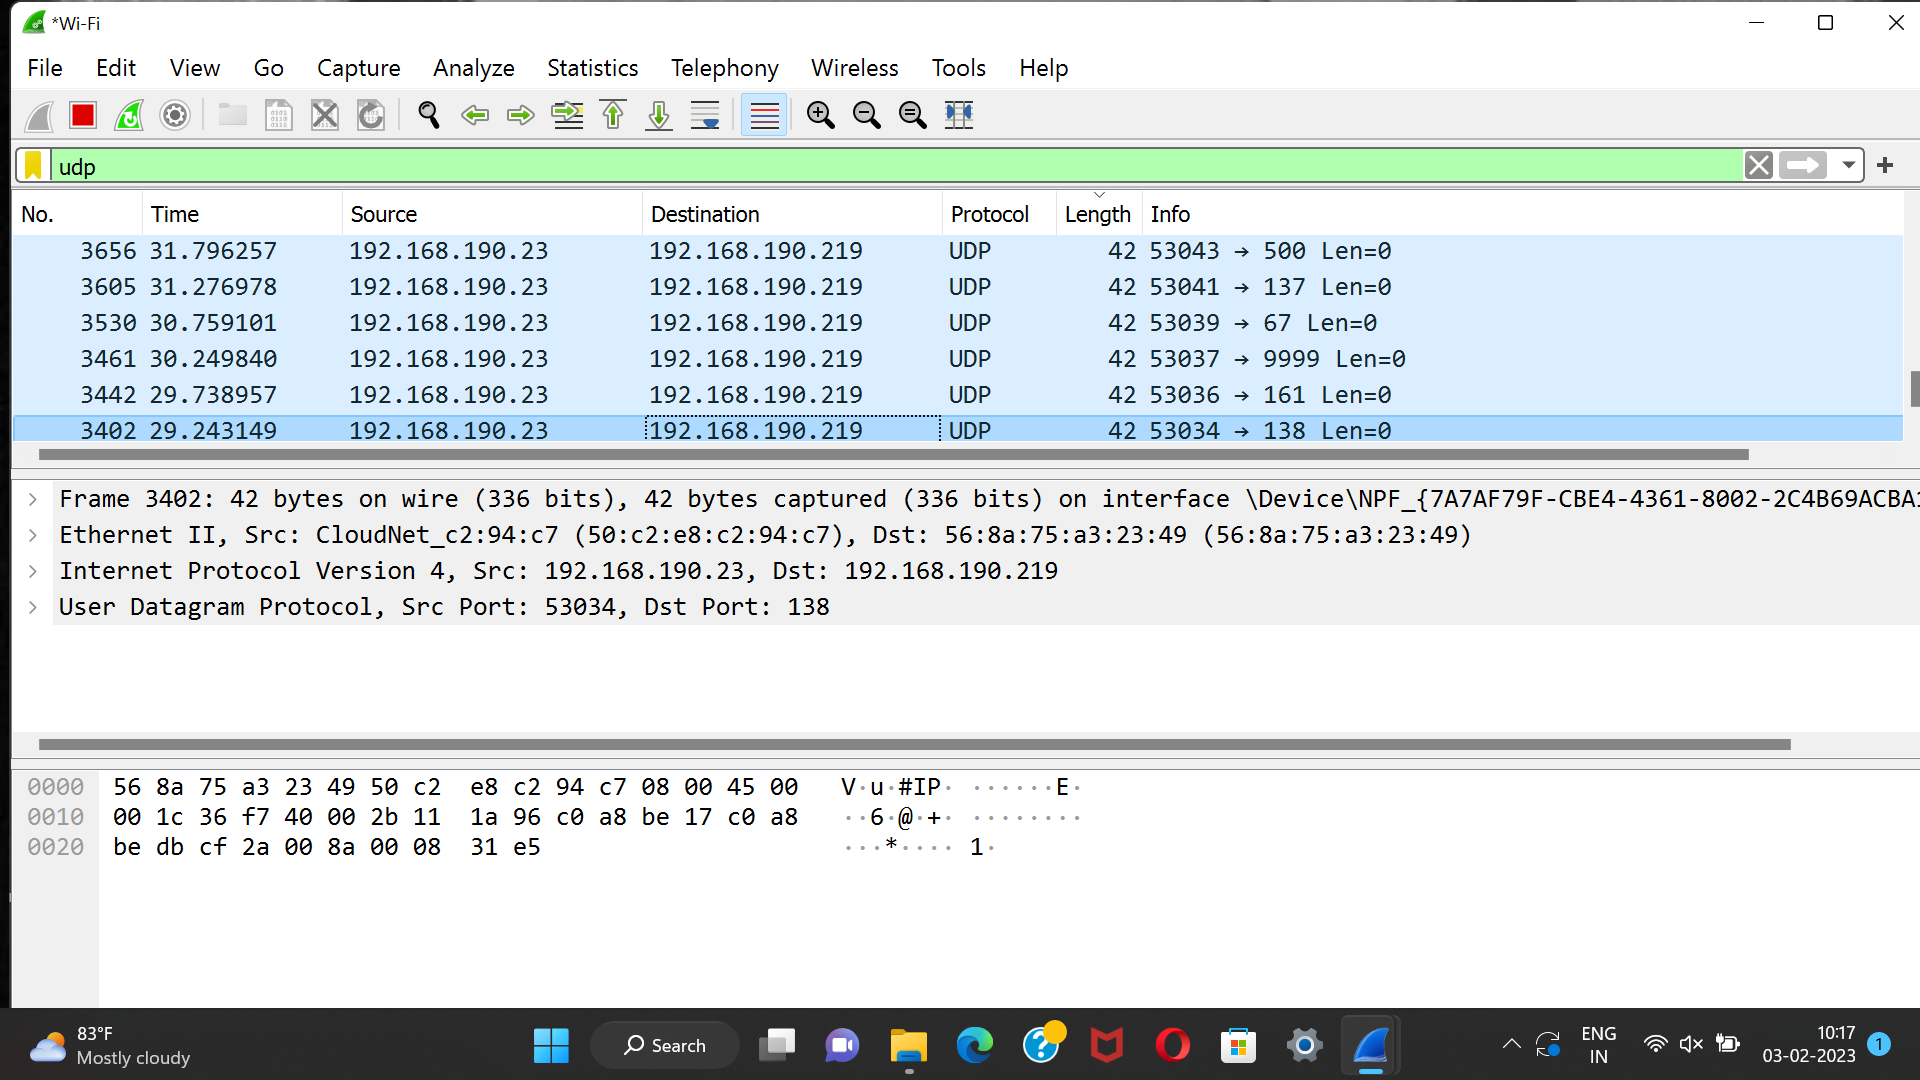 *Wi-Fi
File Edit View Go Capture Analyze Statistics Telephony Wireless Tools Help
udp
No. Time Source Destination Protocol Length Info
3656 31.796257 192.168.190.23 192.168.190.219 UDP 42 53043 → 500 Len=0
3605 31.276978 192.168.190.23 192.168.190.219 UDP 42 53041 → 137 Len=0
3530 30.759101 192.168.190.23 192.168.190.219 UDP 42 53039 → 67 Len=0
3461 30.249840 192.168.190.23 192.168.190.219 UDP 42 53037 → 9999 Len=0
3442 29.738957 192.168.190.23 192.168.190.219 UDP 42 53036 → 161 Len=0
3402 29.243149 192.168.190.23 192.168.190.219 UDP 42 53034 → 138 Len=0
Frame 3402: 42 bytes on wire (336 bits), 42 bytes captured (336 bits) on interface \Device\NPF_{7A7AF79F-CBE4-4361-8002-2C4B69ACBA1
Ethernet II, Src: CloudNet_c2:94:c7 (50:c2:e8:c2:94:c7), Dst: 56:8a:75:a3:23:49 (56:8a:75:a3:23:49)
Internet Protocol Version 4, Src: 192.168.190.23, Dst: 192.168.190.219
User Datagram Protocol, Src Port: 53034, Dst Port: 138
0000 56 8a 75 a3 23 49 50 c2 e8 c2 94 c7 08 00 45 00 V·u·#IP· ······E·
0010 00 1c 36 f7 40 00 2b 11 1a 96 c0 a8 be 17 c0 a8 ··6·@·+· ········
0020 be db cf 2a 00 8a 00 08 31 e5 ···*···· 1·
83°F
Mostly cloudy
Search
ENG
IN
10:17
03-02-2023
1